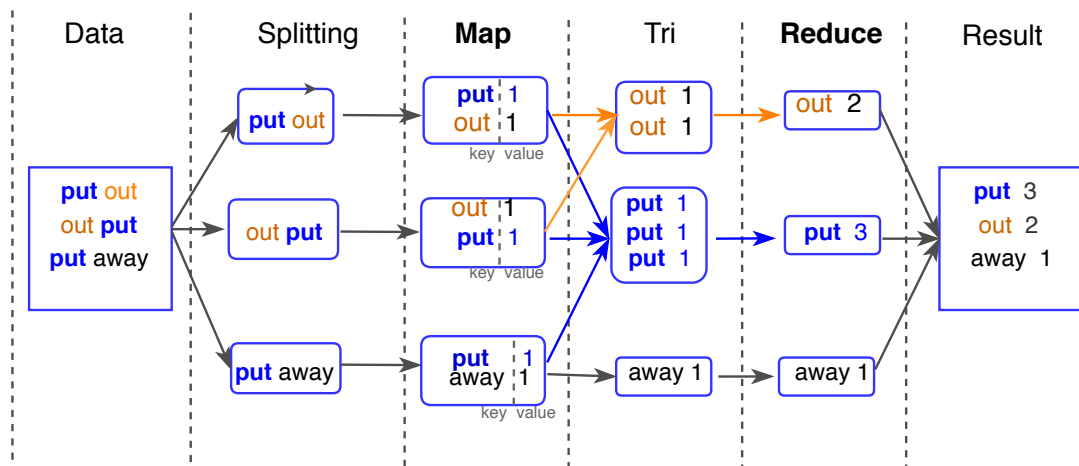 Data
Splitting
Map
Tri
Reduce
Result
put out
out put
put away
put out
out put
put away
put 1
out 1
key value
out 1
put 1
key value
put 1
away 1
key value
out 1
out 1
put 1
put 1
put 1
away 1
out 2
put 3
away 1
put 3
out 2
away 1